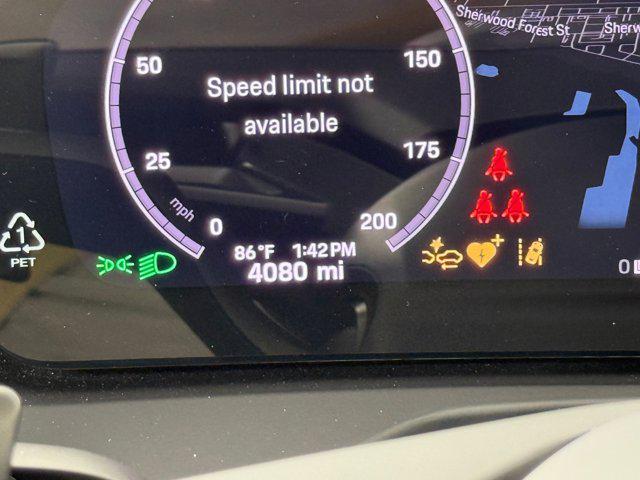 Sherwood Forest St
Sherw
50
150
Speed limit not
available
25
175
mph
0
200
1
PET
86°F 1:42PM
4080 mi
0